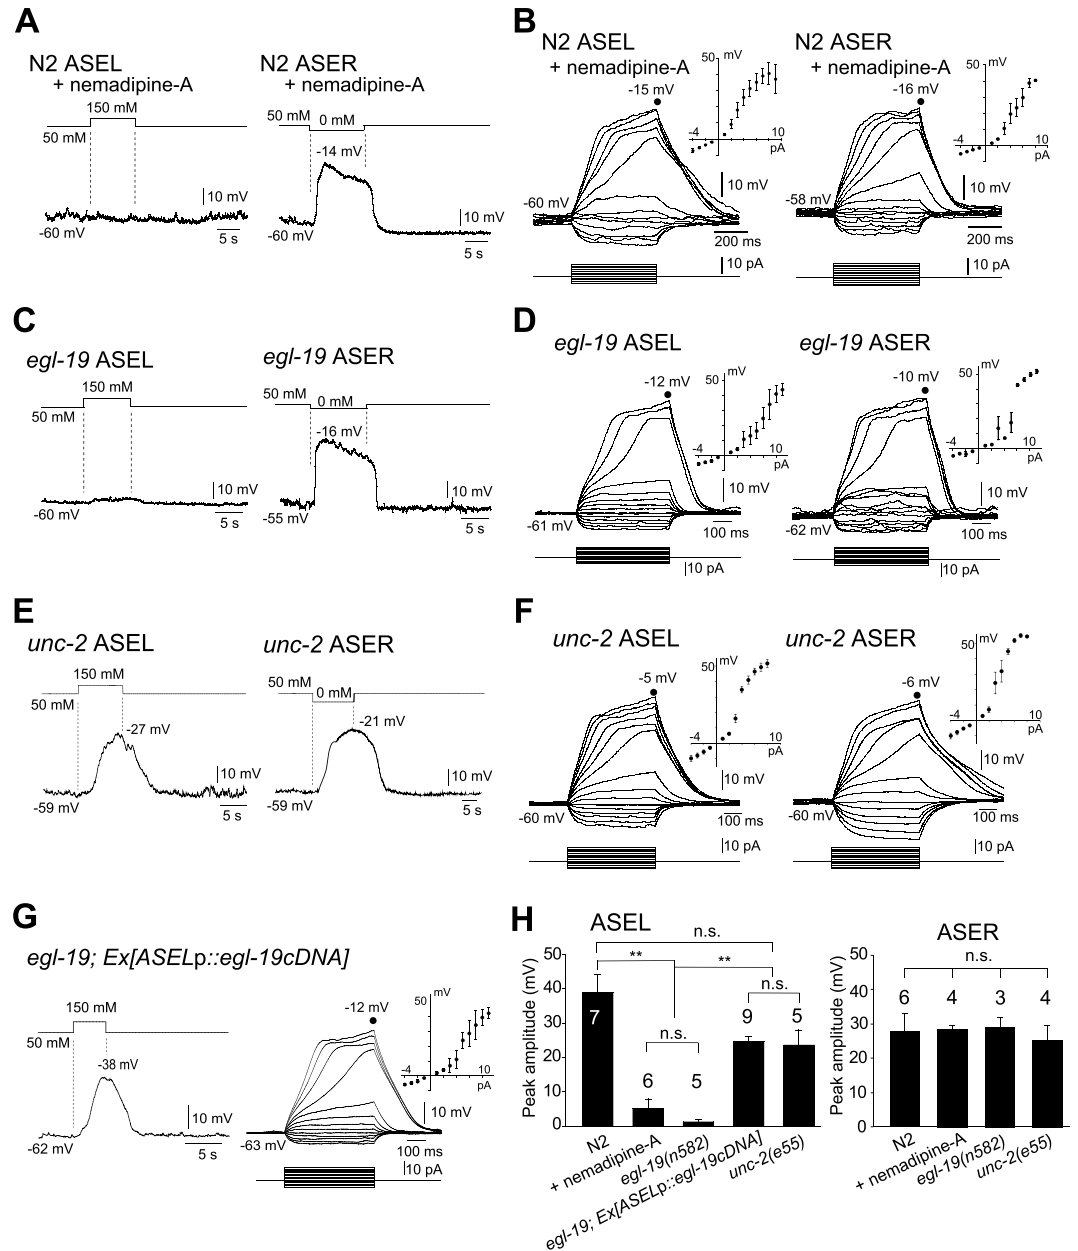 A
N2 ASEL
+ nemadipine-A
150 mM
50 mM
-60 mV
10 mV
5 s
N2 ASER
+ nemadipine-A
50 mM
0 mM
-14 mV
-60 mV
10 mV
5 s
B
N2 ASEL
+ nemadipine-A
-15 mV
-60 mV
50
mV
-4
10
pA
10 mV
200 ms
10 pA
N2 ASER
+ nemadipine-A
-16 mV
-58 mV
50
mV
-4
10
pA
10 mV
200 ms
10 pA
C
egl-19 ASEL
150 mM
50 mM
-60 mV
10 mV
5 s
egl-19 ASER
50 mM
0 mM
-16 mV
-55 mV
10 mV
5 s
D
egl-19 ASEL
-12 mV
-61 mV
50
mV
-4
10
pA
10 mV
100 ms
10 pA
egl-19 ASER
-10 mV
-62 mV
50
mV
-4
10
pA
10 mV
100 ms
10 pA
E
unc-2 ASEL
150 mM
50 mM
-27 mV
-59 mV
10 mV
5 s
unc-2 ASER
50 mM
0 mM
-21 mV
-59 mV
10 mV
5 s
F
unc-2 ASEL
-5 mV
-60 mV
50
mV
-4
10
pA
10 mV
100 ms
10 pA
unc-2 ASER
-6 mV
-60 mV
50
mV
-4
10
pA
10 mV
100 ms
10 pA
G
egl-19; Ex[ASELp::egl-19cDNA]
150 mM
50 mM
-38 mV
-62 mV
10 mV
5 s
-12 mV
-63 mV
50
mV
-4
10
pA
10 mV
100 ms
10 pA
H
ASEL
Peak amplitude (mV)
50
40
30
20
10
0
n.s.
**
**
n.s.
n.s.
7
6
5
9
5
N2
+ nemadipine-A
egl-19(n582)
egl-19; Ex[ASELp::egl-19cDNA]
unc-2(e55)
ASER
Peak amplitude (mV)
50
40
30
20
10
0
n.s.
6
4
3
4
N2
+ nemadipine-A
egl-19(n582)
unc-2(e55)